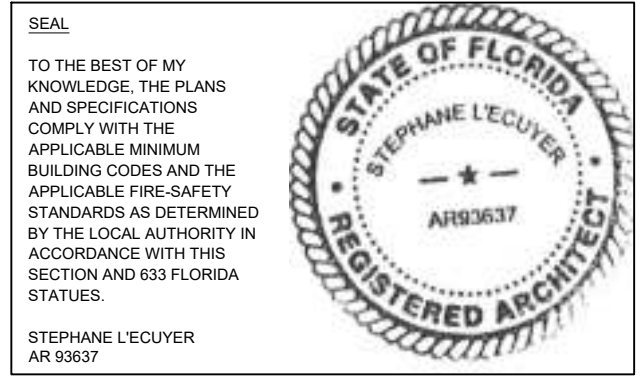 SEAL
TO THE BEST OF MY
KNOWLEDGE, THE PLANS
AND SPECIFICATIONS
COMPLY WITH THE
APPLICABLE MINIMUM
BUILDING CODES AND THE
APPLICABLE FIRE-SAFETY
STANDARDS AS DETERMINED
BY THE LOCAL AUTHORITY IN
ACCORDANCE WITH THIS
SECTION AND 633 FLORIDA
STATUES.
STEPHANE L'ECUYER
AR 93637
STATE OF FLORIDA
STEPHANE L'ECUYER
AR93637
REGISTERED ARCHITECT